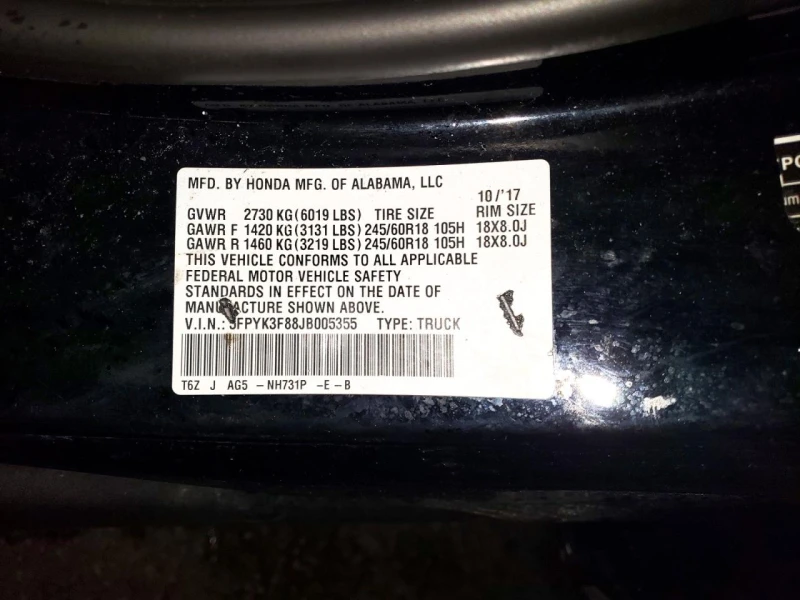 MFD. BY HONDA MFG. OF ALABAMA, LLC
10/'17
GVWR 2730 KG(6019 LBS) TIRE SIZE RIM SIZE
GAWR F 1420 KG(3131 LBS) 245/60R18 105H 18X8.0J
GAWR R 1460 KG(3219 LBS) 245/60R18 105H 18X8.0J
THIS VEHICLE CONFORMS TO ALL APPLICABLE
FEDERAL MOTOR VEHICLE SAFETY
STANDARDS IN EFFECT ON THE DATE OF
MANUFACTURE SHOWN ABOVE.
V.I.N.: 5FPYK3F88JB005355 TYPE: TRUCK
T6Z J AG5 -NH731P -E-B